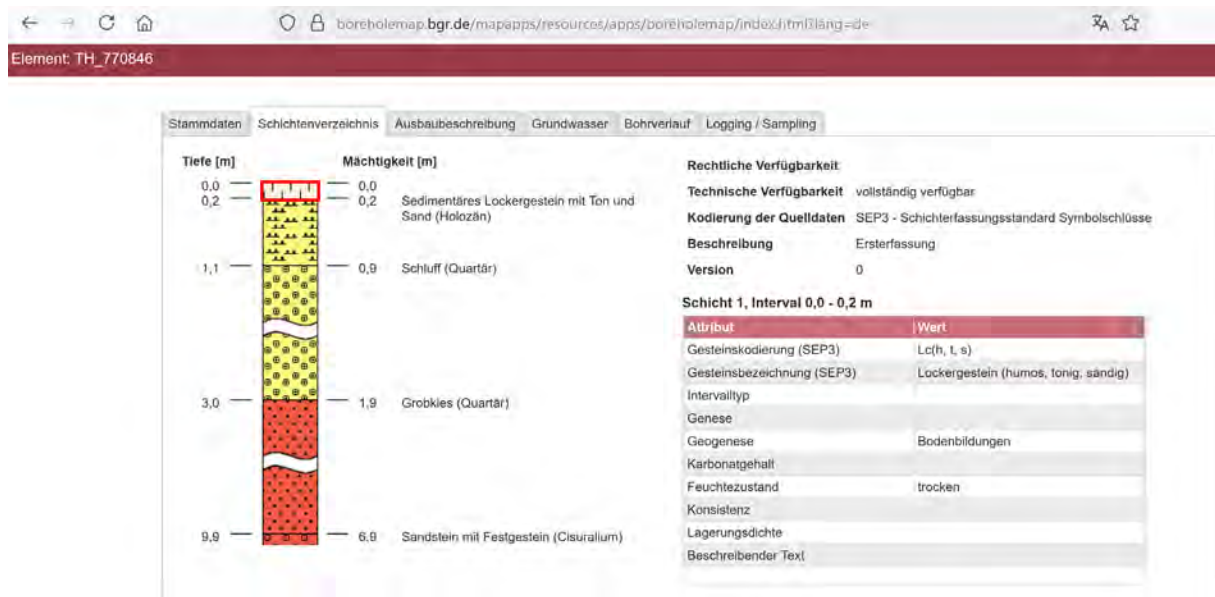 boreholemap.bgr.de/mapapps/resources/apps/boreholemap/index.html?lang=de
Element: TH_770846
Stammdaten Schichtenverzeichnis Ausbaubeschreibung Grundwasser Bohrverlauf Logging / Sampling
Tiefe [m] Mächtigkeit [m]
0,0 0,0
0,2 0,2 Sedimentäres Lockergestein mit Ton und
Sand (Holozän)
1,1 0,9 Schluff (Quartär)
3,0 1,9 Grobkies (Quartär)
9,9 6,9 Sandstein mit Festgestein (Cisuralium)
Rechtliche Verfügbarkeit
Technische Verfügbarkeit vollständig verfügbar
Kodierung der Quelldaten SEP3 - Schichterfassungsstandard Symbolschlüsse
Beschreibung Ersterfassung
Version 0
Schicht 1, Interval 0,0 - 0,2 m
Attribut Wert
Gesteinskodierung (SEP3) Lc(h, t, s)
Gesteinsbezeichnung (SEP3) Lockergestein (humos, tonig, sandig)
Intervalltyp
Genese
Geogenese Bodenbildungen
Karbonatgehalt
Feuchtezustand trocken
Konsistenz
Lagerungsdichte
Beschreibender Text